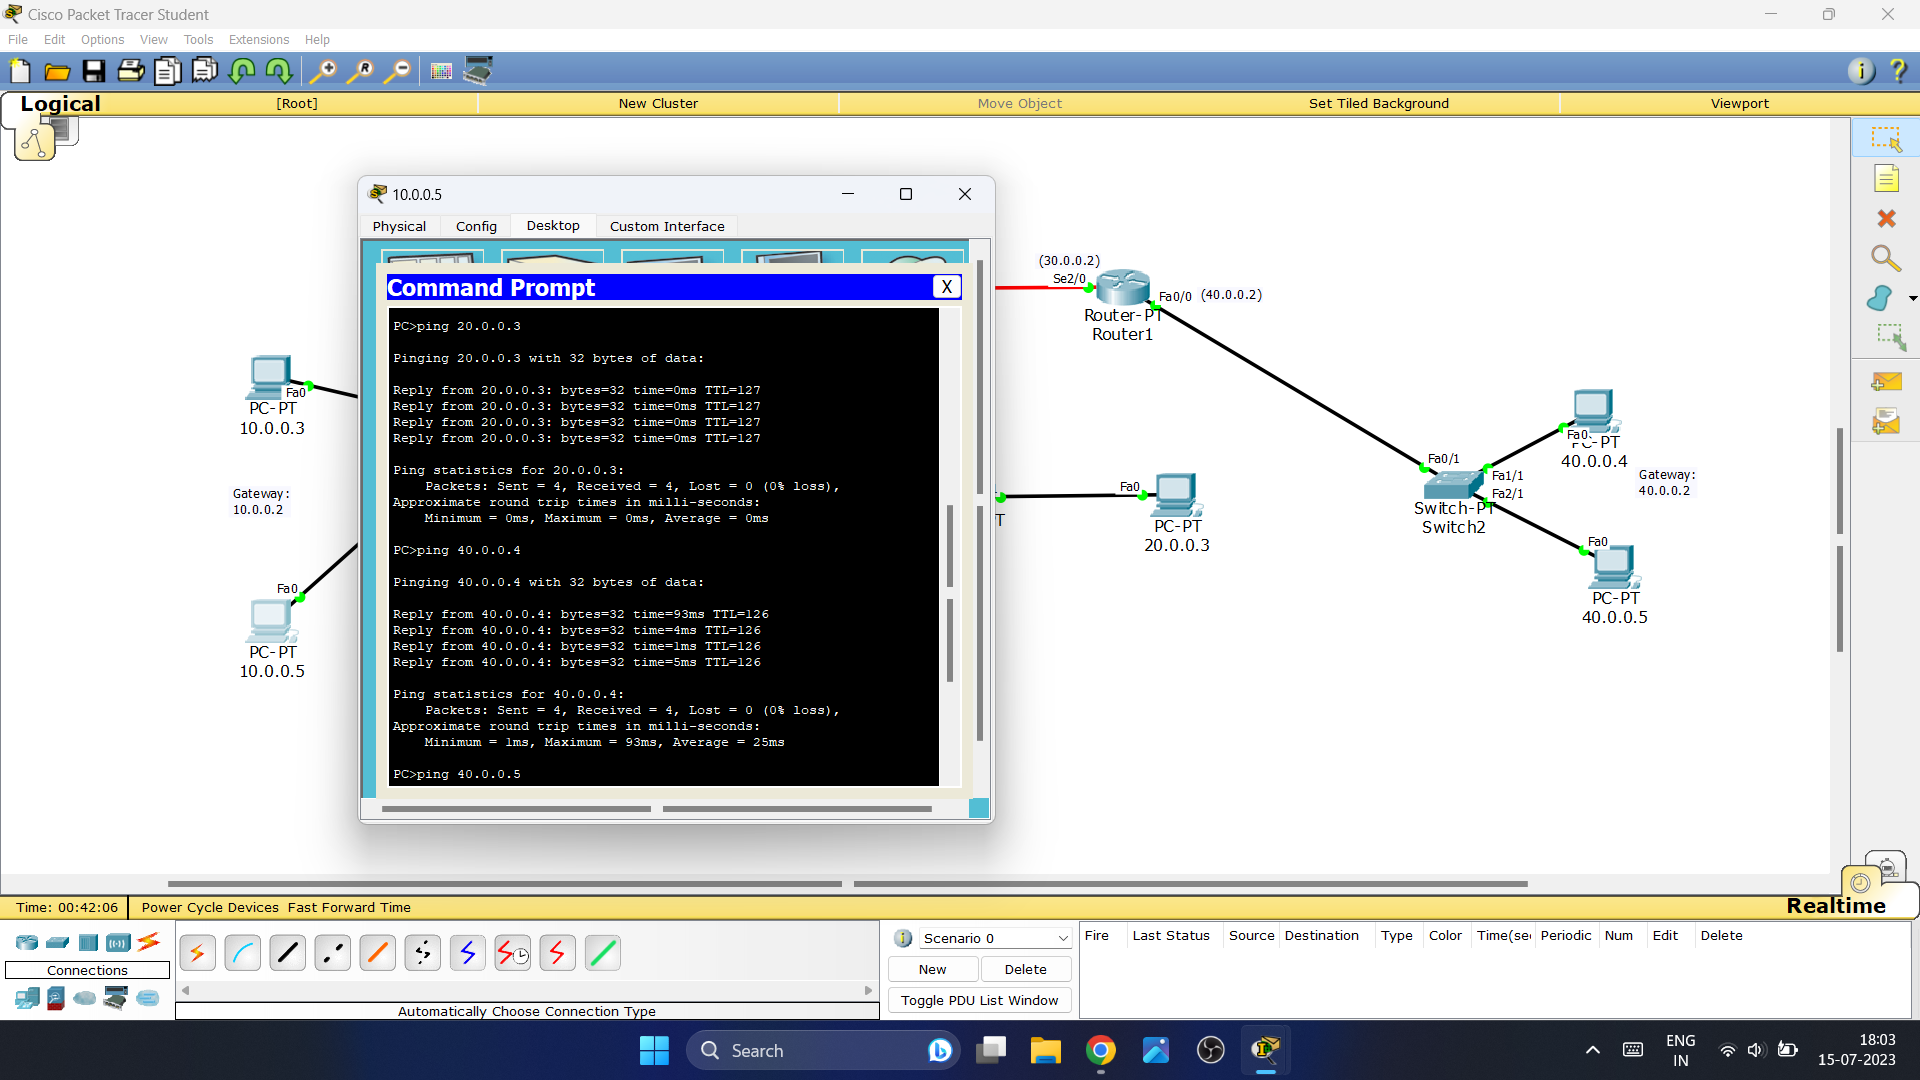 Cisco Packet Tracer Student
File Edit Options View Tools Extensions Help
Logical [Root] New Cluster Move Object Set Tiled Background Viewport
10.0.0.5
Physical Config Desktop Custom Interface
Command Prompt X
PC>ping 20.0.0.3
Pinging 20.0.0.3 with 32 bytes of data:
Reply from 20.0.0.3: bytes=32 time=0ms TTL=127
Reply from 20.0.0.3: bytes=32 time=0ms TTL=127
Reply from 20.0.0.3: bytes=32 time=0ms TTL=127
Reply from 20.0.0.3: bytes=32 time=0ms TTL=127
Ping statistics for 20.0.0.3:
Packets: Sent = 4, Received = 4, Lost = 0 (0% loss),
Approximate round trip times in milli-seconds:
Minimum = 0ms, Maximum = 0ms, Average = 0ms
PC>ping 40.0.0.4
Pinging 40.0.0.4 with 32 bytes of data:
Reply from 40.0.0.4: bytes=32 time=93ms TTL=126
Reply from 40.0.0.4: bytes=32 time=4ms TTL=126
Reply from 40.0.0.4: bytes=32 time=1ms TTL=126
Reply from 40.0.0.4: bytes=32 time=5ms TTL=126
Ping statistics for 40.0.0.4:
Packets: Sent = 4, Received = 4, Lost = 0 (0% loss),
Approximate round trip times in milli-seconds:
Minimum = 1ms, Maximum = 93ms, Average = 25ms
PC>ping 40.0.0.5
Fa0
PC-PT
10.0.0.3
Gateway:
10.0.0.2
Fa0
PC-PT
10.0.0.5
(30.0.0.2)
Se2/0
Fa0/0 (40.0.0.2)
Router-PT
Router1
T
Fa0
PC-PT
20.0.0.3
Fa0/1
Fa1/1
Fa2/1
Switch-PT
Switch2
Fa0
PC-PT
40.0.0.4
Gateway:
40.0.0.2
Fa0
PC-PT
40.0.0.5
Time: 00:42:06 Power Cycle Devices Fast Forward Time Realtime
Connections
Automatically Choose Connection Type
Scenario 0
New Delete
Toggle PDU List Window
Fire Last Status Source Destination Type Color Time(sec Periodic Num Edit Delete
Search
ENG
IN
18:03
15-07-2023